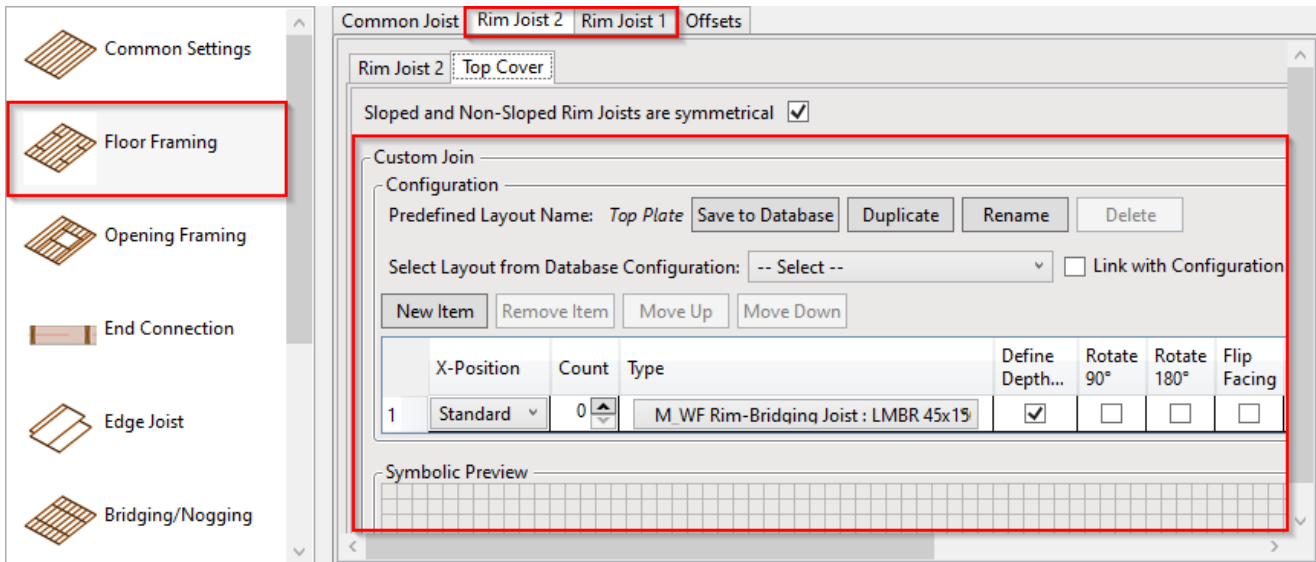 Common Settings
Floor Framing
Opening Framing
End Connection
Edge Joist
Bridging/Nogging
Common Joist Rim Joist 2 Rim Joist 1 Offsets
Rim Joist 2 Top Cover
Sloped and Non-Sloped Rim Joists are symmetrical
Custom Join
Configuration
Predefined Layout Name: Top Plate Save to Database Duplicate Rename Delete
Select Layout from Database Configuration: -- Select -- Link with Configuration
New Item Remove Item Move Up Move Down
X-Position Count Type Define Depth... Rotate 90° Rotate 180° Flip Facing
1 Standard 0 M_WF Rim-Bridging Joist : LMBR
Symbolic Preview